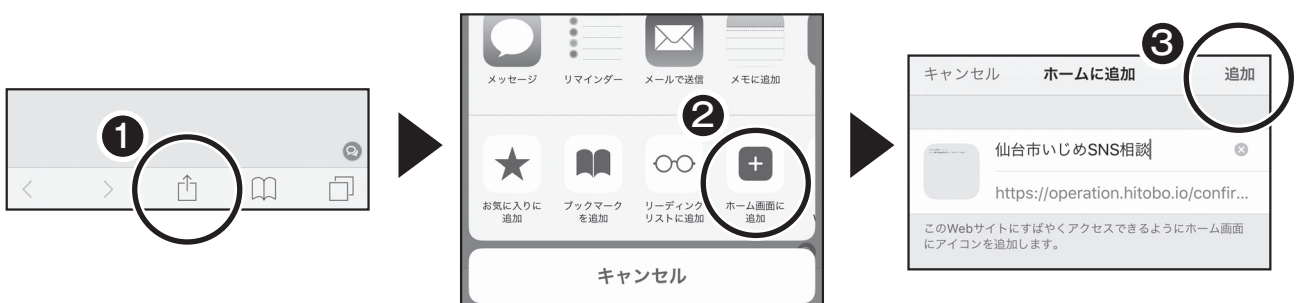 ❶
❷
メッセージ
リマインダー
メールで送信
メモに追加
お気に入りに
追加
ブックマーク
を追加
リーディング
リストに追加
ホーム画面に
追加
キャンセル
❸
キャンセル
ホームに追加
追加
仙台市いじめSNS相談
https://operation.hitobo.io/confir...
このWebサイトにすばやくアクセスできるようにホーム画面
にアイコンを追加します。